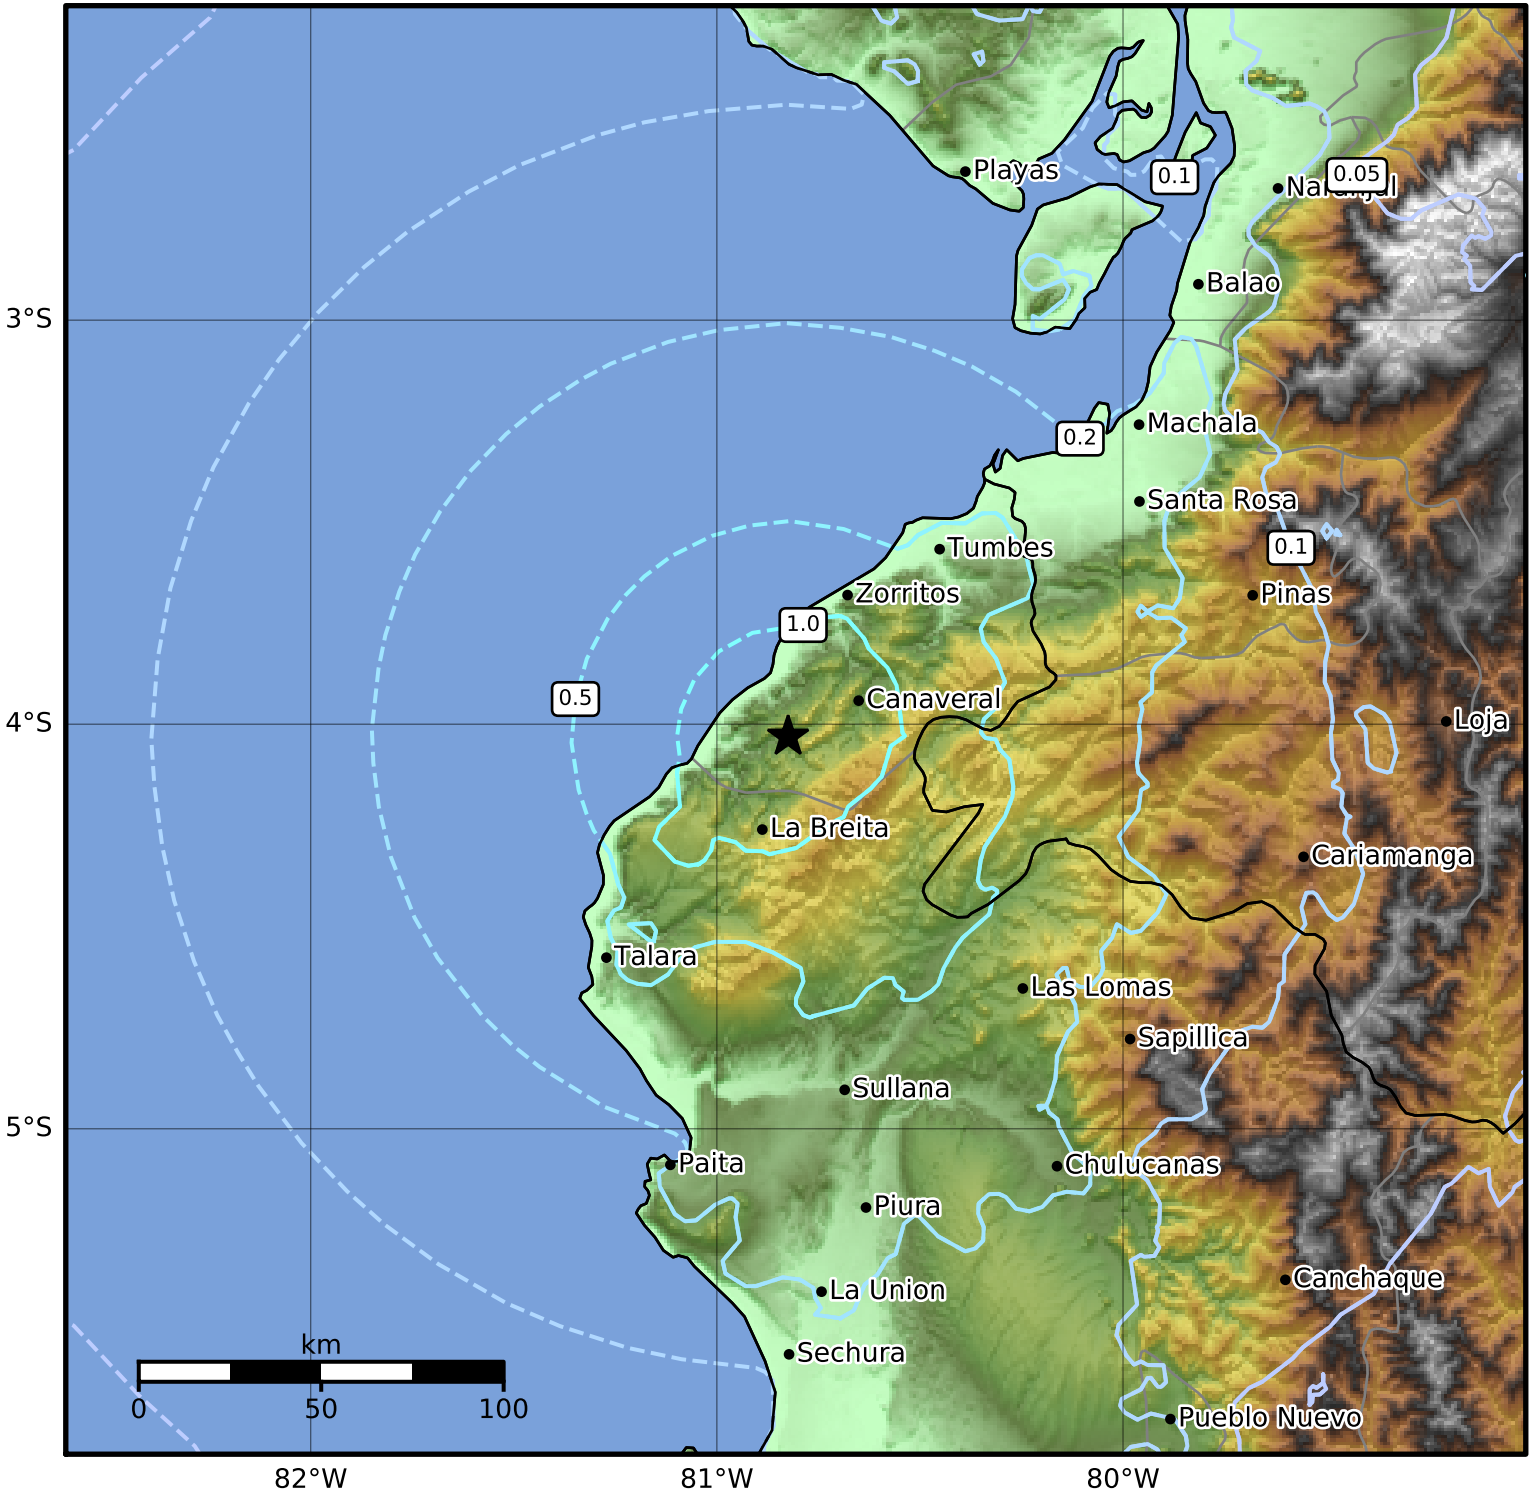 Playas
0.1
0.05
Naranjal
Balao
3°S
Machala
0.2
Santa Rosa
Tumbes
0.1
Zorritos
Pinas
1.0
0.5
Canaveral
4°S
Loja
La Breita
Cariamanga
Talara
Las Lomas
Sapillica
Sullana
5°S
Paita
Chulucanas
Piura
Canchaque
La Union
km
Sechura
0 50 100
Pueblo Nuevo
82°W 81°W 80°W